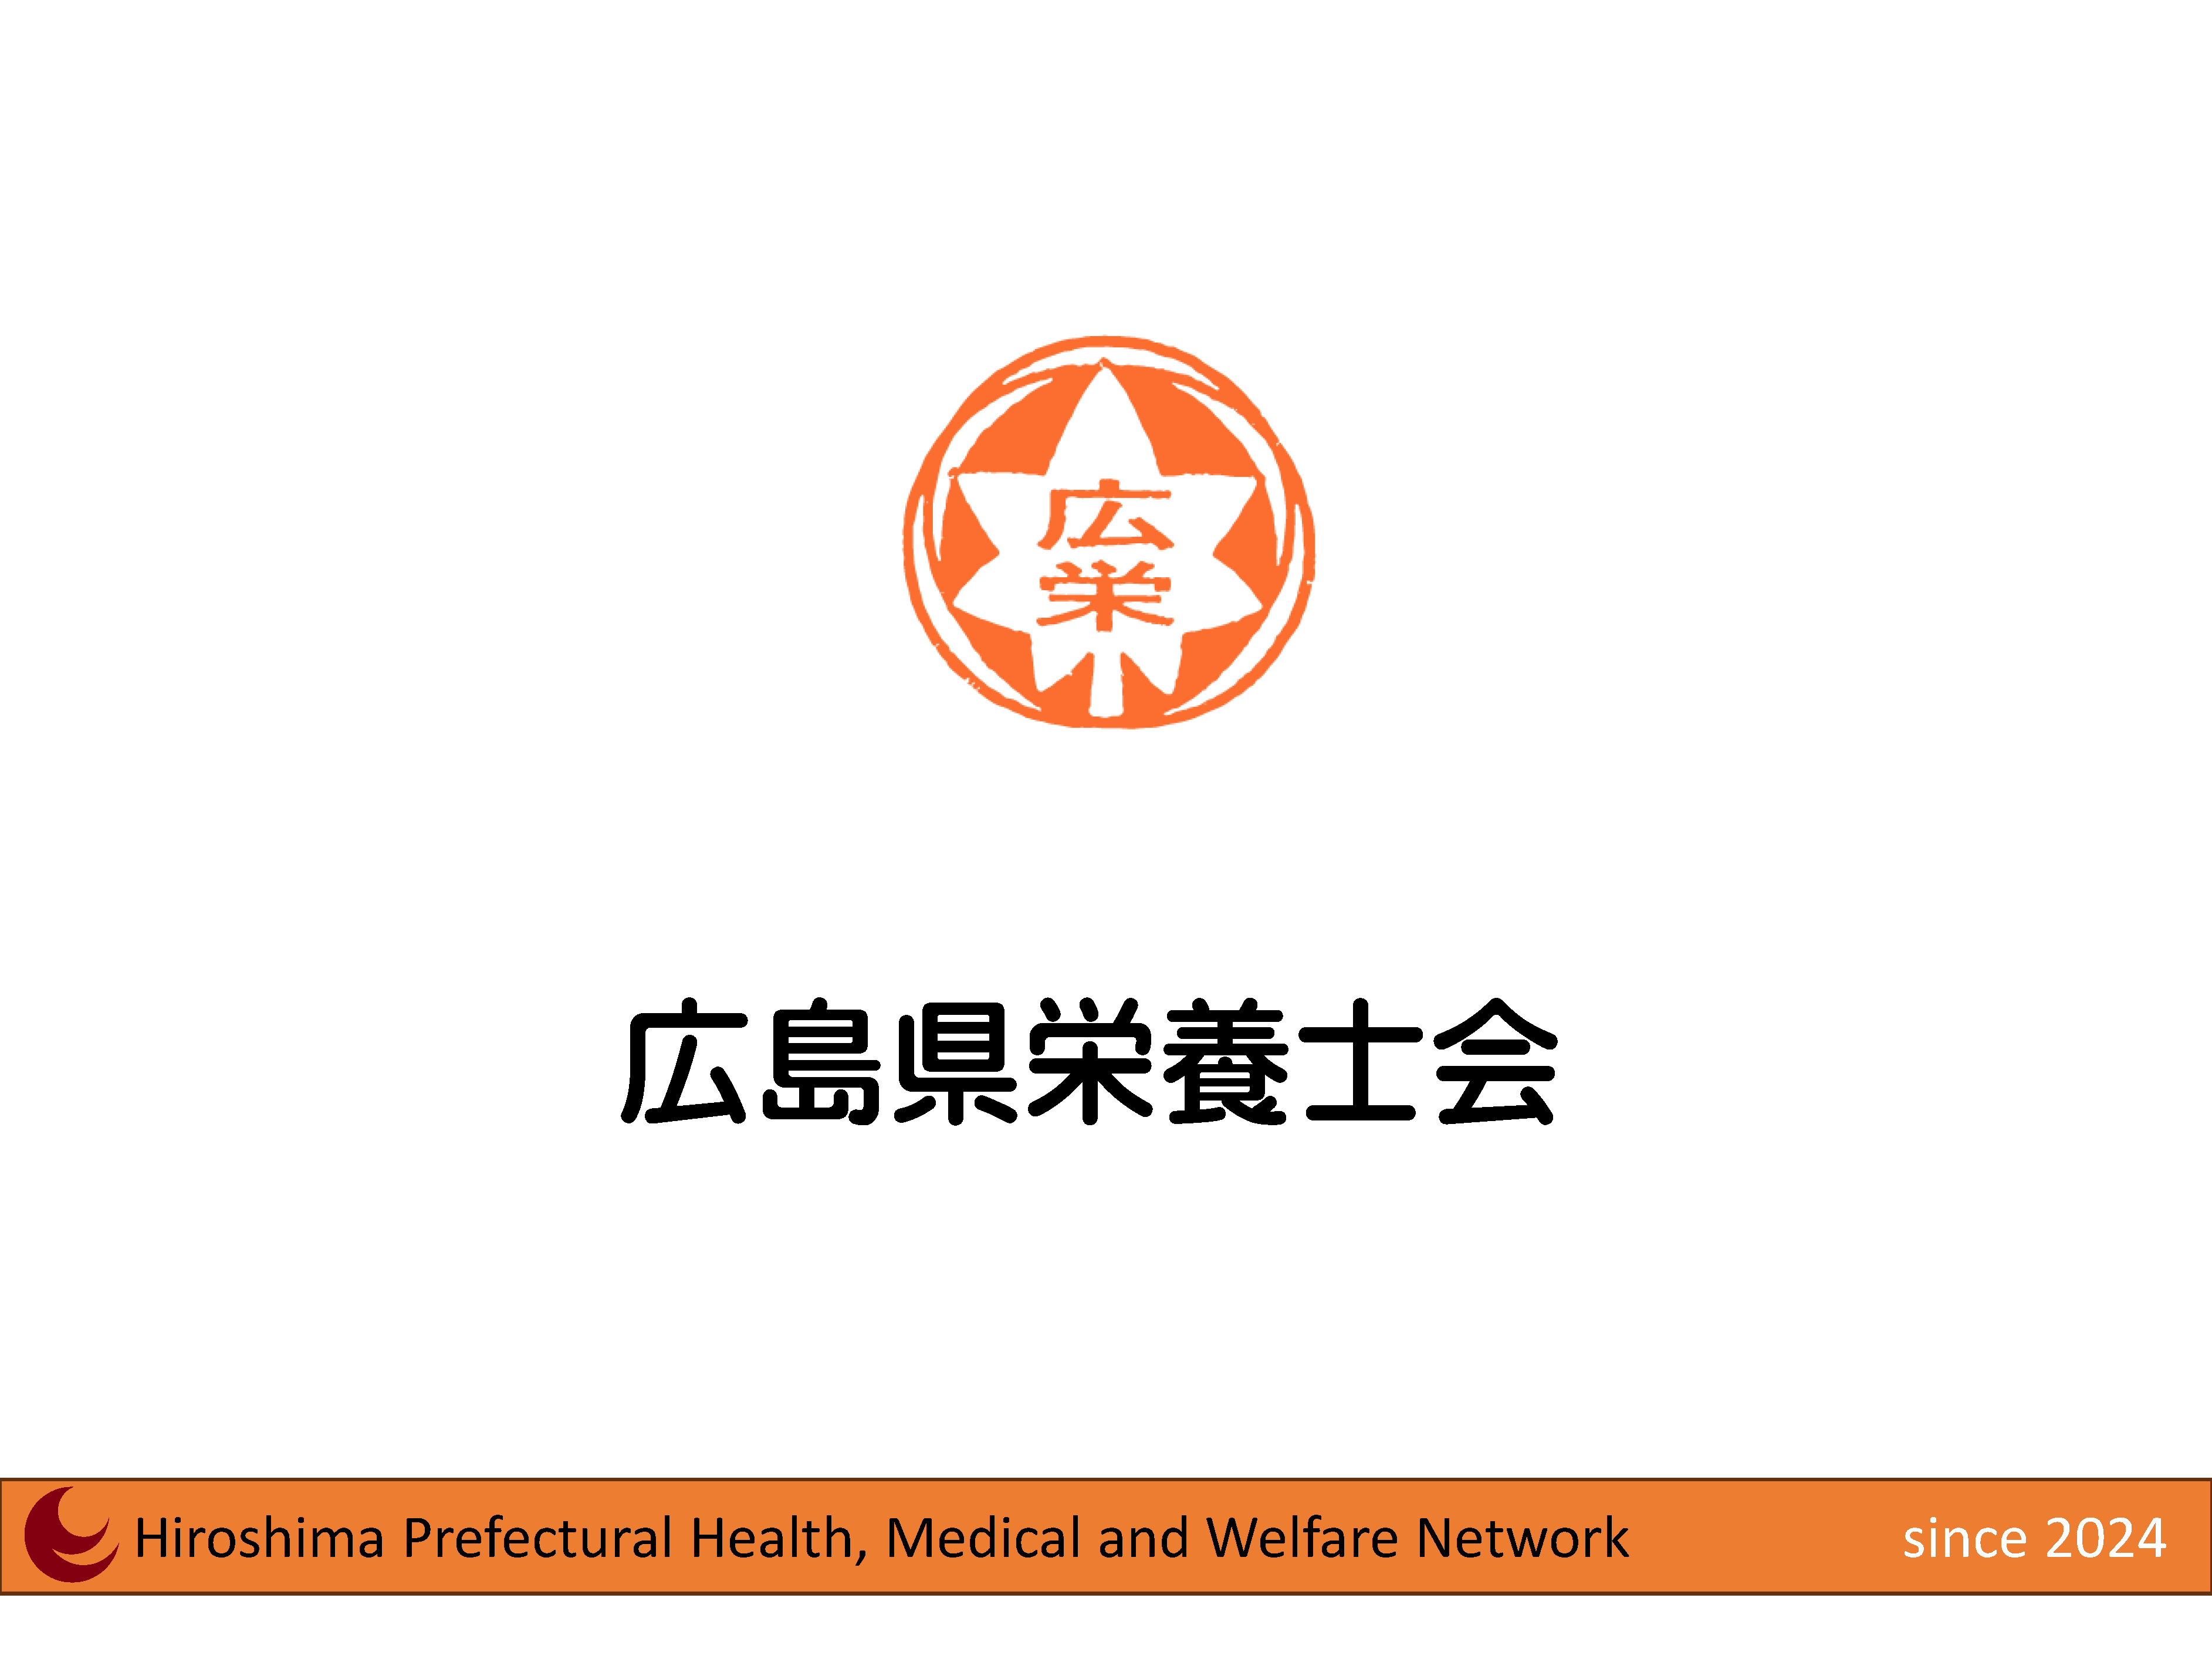 広
栄
広島県栄養士会
Hiroshima Prefectural Health, Medical and Welfare Network since 2024